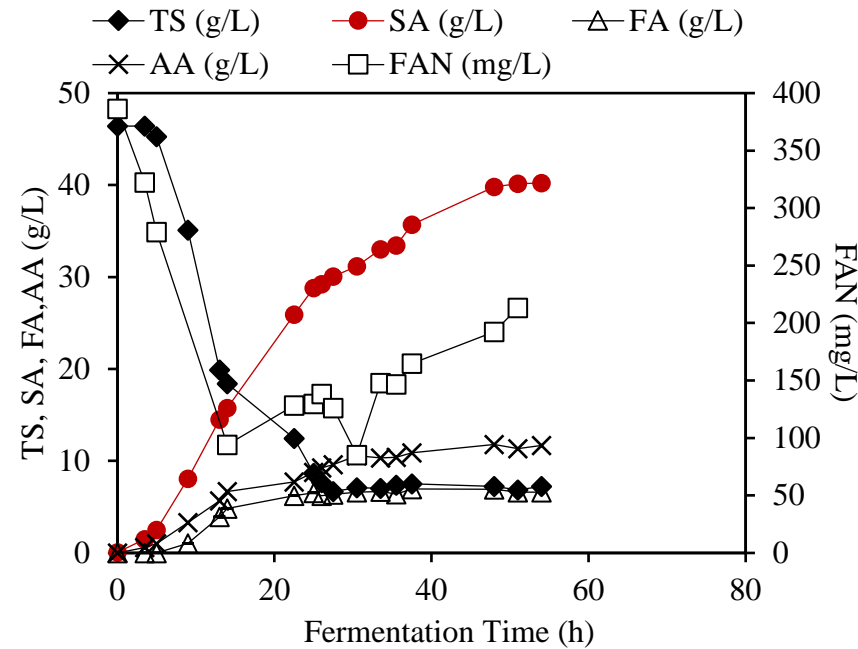 TS (g/L) SA (g/L) FA (g/L)
AA (g/L) FAN (mg/L)
TS, SA, FA,AA (g/L)
50
40
30
20
10
0
400
350
300
250
200
150
100
50
0
FAN (mg/L)
0 20 40 60 80
Fermentation Time (h)